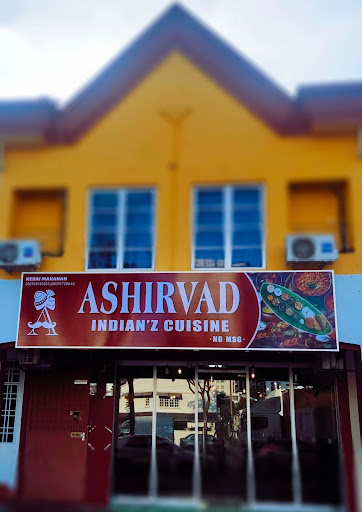 KEDAI MAKANAN
ASHIRVAD
INDIAN'Z CUISINE
·NO MSG·